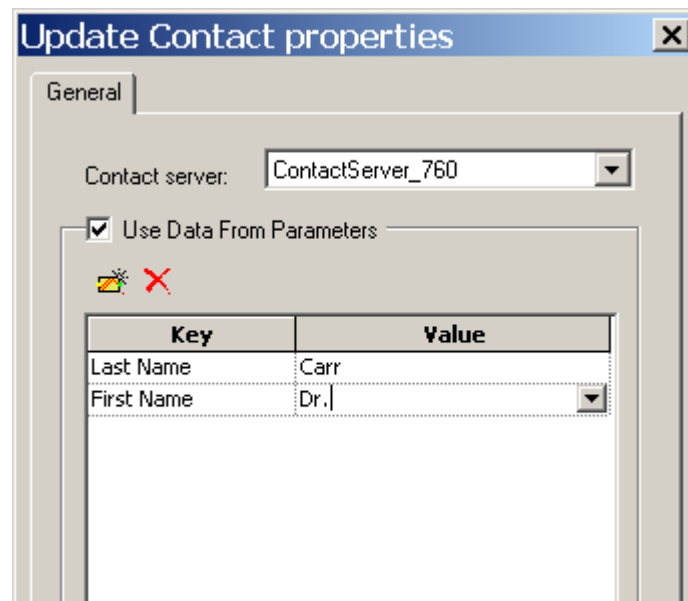 Update Contact properties
General
Contact server: ContactServer_760
Use Data From Parameters
Key Value
Last Name Carr
First Name Dr.